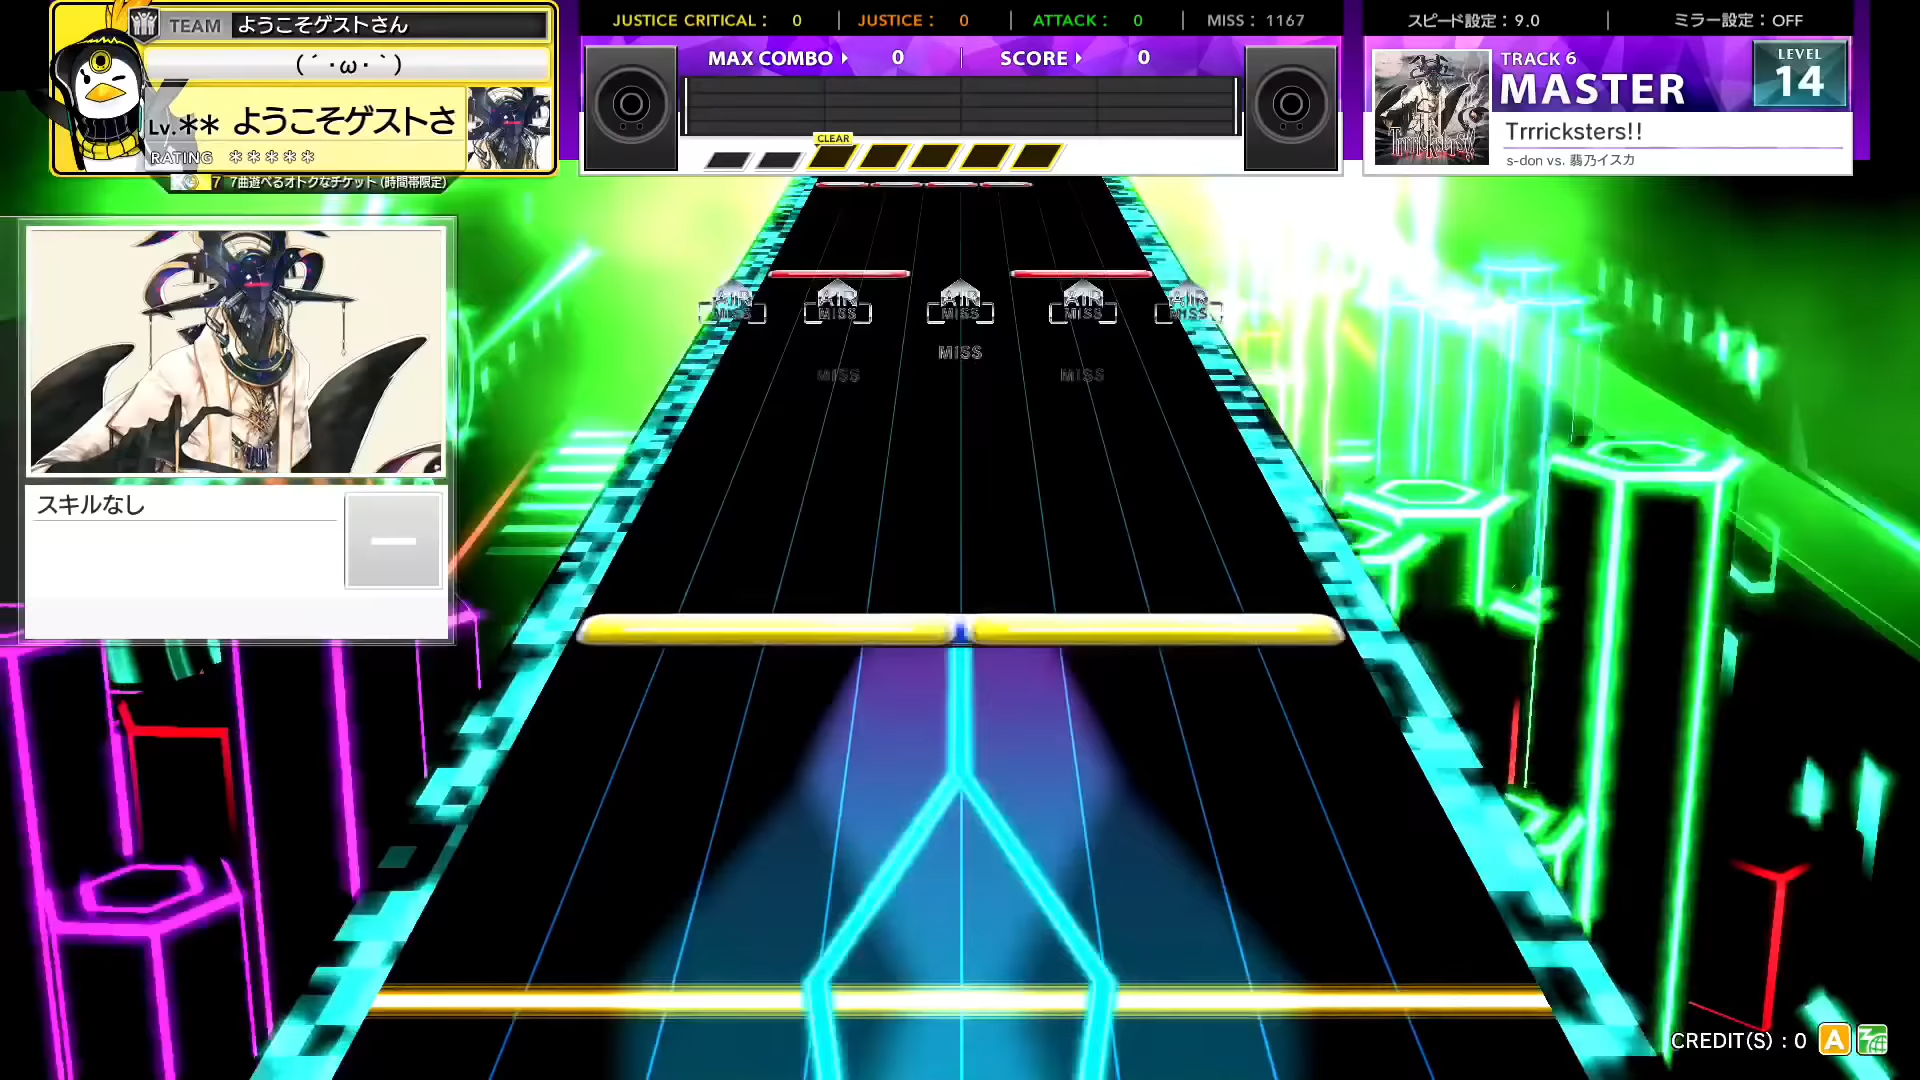 TEAM ようこそゲストさん
(´・ω・｀)
Lv.** ようこそゲストさ
RATING *****
7 7曲遊べるオトクなチケット(時間帯限定)
JUSTICE CRITICAL : 0
JUSTICE : 0
ATTACK : 0
MISS : 1167
MAX COMBO 0
SCORE 0
CLEAR
スピード設定 : 9.0
ミラー設定 : OFF
TRACK 6
MASTER
LEVEL
14
Trrricksters!!
Trrricksters!!
s-don vs. 翡乃イスカ
スキルなし
AIR AIR AIR AIR AIR
MISS MISS MISS MISS MISS
MISS
MISS MISS
CREDIT(S) : 0 A